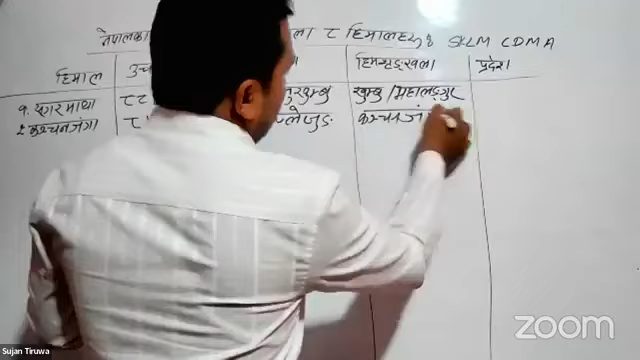 नेपालका ला ८ हिमालहरू SKLM CDMA
हिमाल उच्च हिमश्रृङ्खला प्रदेश
१. सगरमाथा ८८ खुम्बु खुम्बु / महालङ्गुर
२. कञ्चनजंगा ८ प्लेजुङ कञ्चनजं
zoom
Sujan Tiruwa